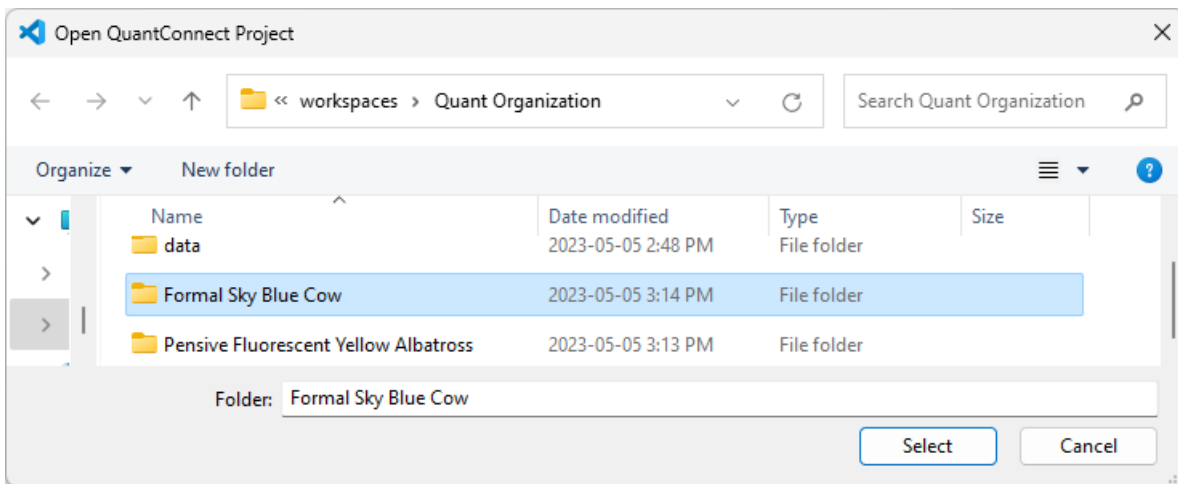 Open QuantConnect Project
« workspaces > Quant Organization Search Quant Organization
Organize New folder ?
Name Date modified Type Size
data 2023-05-05 2:48 PM File folder
Formal Sky Blue Cow 2023-05-05 3:14 PM File folder
Pensive Fluorescent Yellow Albatross 2023-05-05 3:13 PM File folder
Folder: Formal Sky Blue Cow
Select Cancel